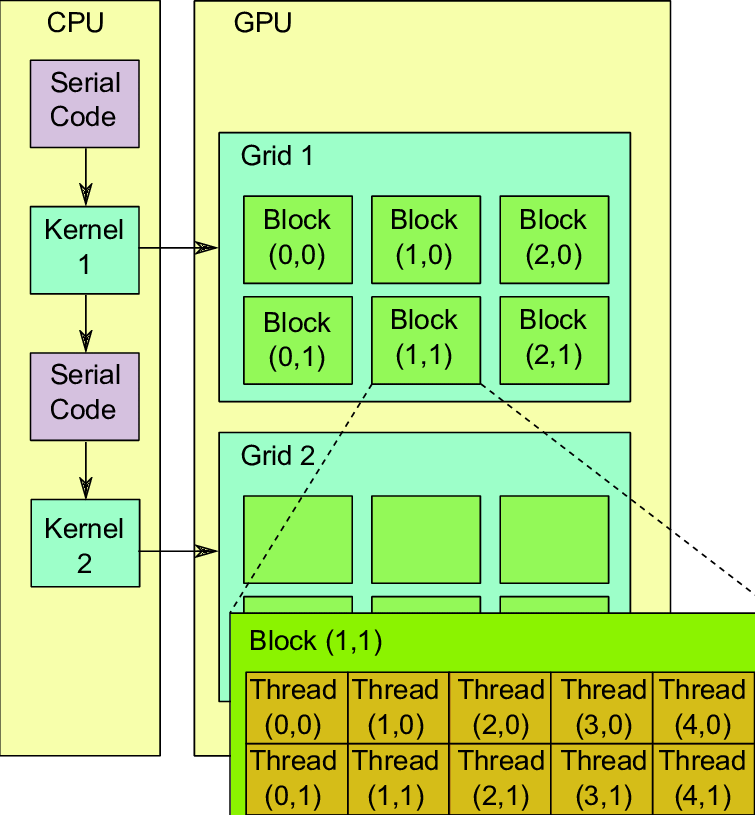 CPU
Serial
Code
Kernel
1
Serial
Code
Kernel
2
GPU
Grid 1
Block
(0,0)
Block
(1,0)
Block
(2,0)
Block
(0,1)
Block
(1,1)
Block
(2,1)
Grid 2
Block (1,1)
Thread
(0,0)
Thread
(1,0)
Thread
(2,0)
Thread
(3,0)
Thread
(4,0)
Thread
(0,1)
Thread
(1,1)
Thread
(2,1)
Thread
(3,1)
Thread
(4,1)